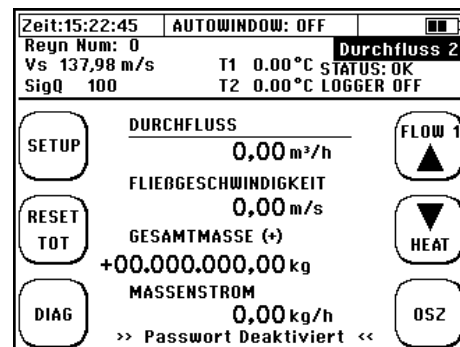 Zeit:15:22:45 AUTOWINDOW: OFF
Reyn Num: 0 Durchfluss 2
Vs 137,98 m/s T1 0.00°C STATUS: OK
SigQ 100 T2 0.00°C LOGGER OFF
SETUP DURCHFLUSS FLOW 1
0,00 m³/h
FLIEßGESCHWINDIGKEIT
RESET TOT 0,00 m/s HEAT
GESAMTMASSE (+)
+00.000.000,00 kg
MASSENSTROM
DIAG 0,00 kg/h OSZ
>> Passwort Deaktiviert <<